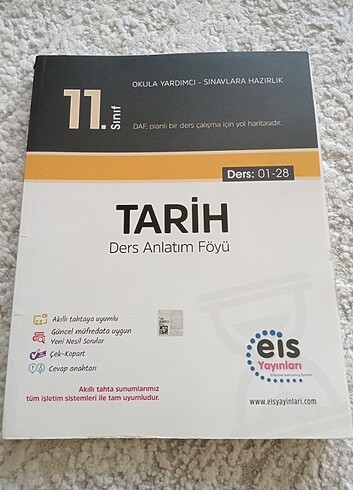 OKULA YARDIMCI - SINAVLARA HAZIRLIK
11. Sınıf
DAF, planlı bir ders çalışma için yol haritasıdır.
Ders: 01-28
TARİH
Ders Anlatım Föyü
Akıllı tahtaya uyumlu
Güncel müfredata uygun
Yeni Nesil Sorular
Çek-Kopart
Cevap anahtarı
eis
Yayınları
Akıllı tahta sunumlarımız
tüm işletim sistemleri ile tam uyumludur.
www.eisyayinlari.com